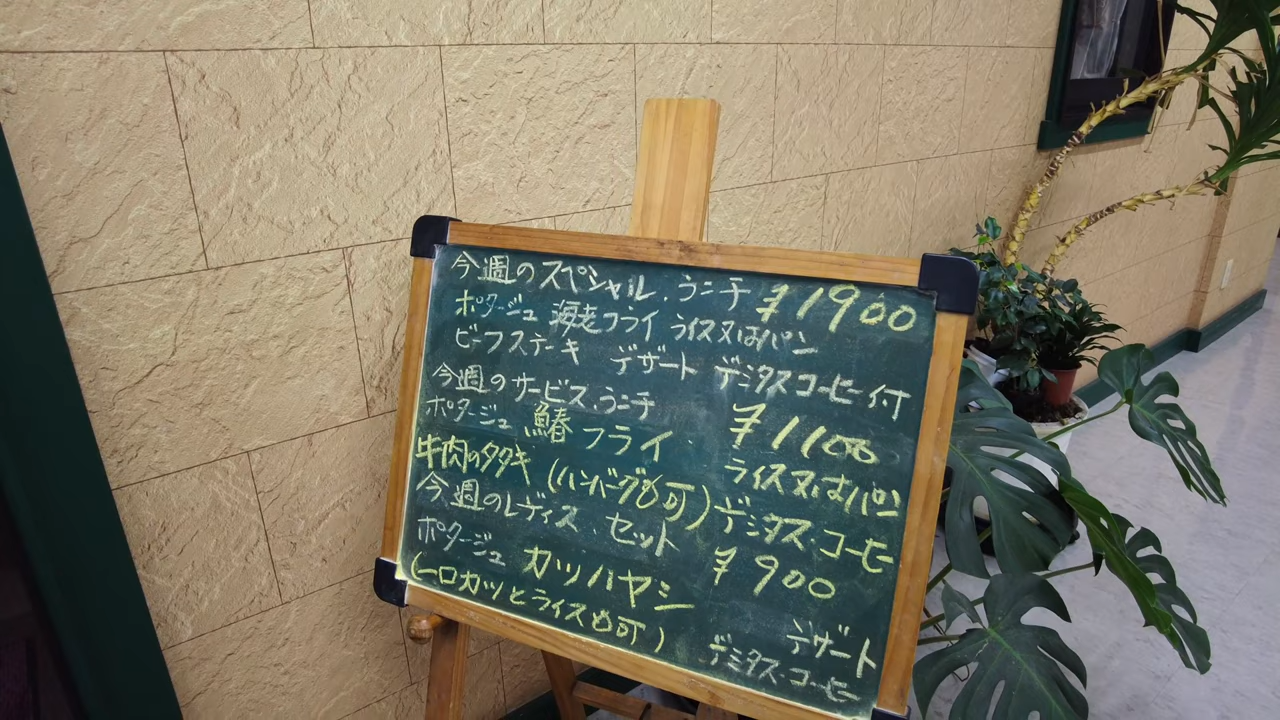 今週のスペシャル.ランチ ¥1900
ポタージュ 海老フライ ライス又はパン
ビーフステーキ デザート デミタスコーヒー付
今週のサービス.ランチ ¥1100
ポタージュ 鰆フライ ライス又はパン
牛肉のタタキ (ハンバーグも可) デミタス.コーヒー
今週のレディス.セット ¥900
ポタージュ カツハヤシ デザート
(一口カツとライスも可) デミタス.コーヒー